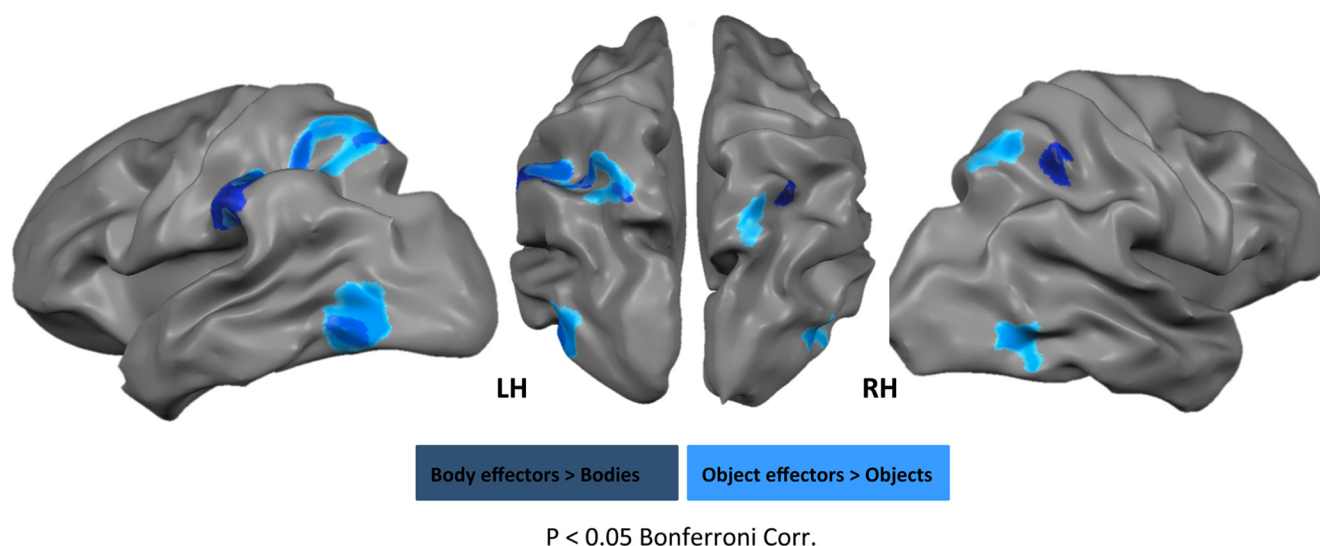 LH
RH
Body effectors > Bodies
Object effectors > Objects
P < 0.05 Bonferroni Corr.